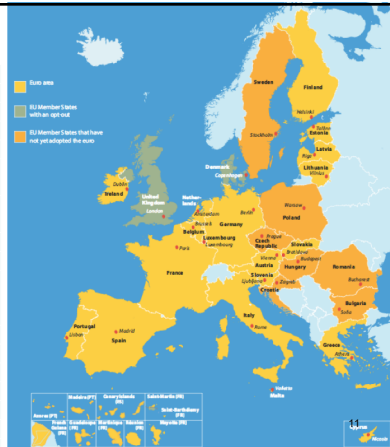 Euro area
EU Member States
with an opt-out
EU Member States that have
not yet adopted the euro
Sweden
Finland
Helsinki
Stockholm
Tallinn
Estonia
Latvia
Riga
Lithuania
Vilnius
Denmark
Copenhagen
Ireland
Dublin
United
Kingdom
London
Nether-
lands
Amsterdam
Berlin
Germany
Warsaw
Poland
Brussels
Belgium
Luxembourg
Luxembourg
Prague
Czech
Republic
Slovakia
Bratislava
Vienna
Austria
Budapest
Hungary
Paris
France
Slovenia
Ljubljana
Zagreb
Croatia
Romania
Bucharest
Bulgaria
Sofia
Italy
Rome
Portugal
Lisbon
Madrid
Spain
Greece
Athens
Valletta
Malta
Azores (PT)
Madeira (PT)
Canary Islands
(ES)
Saint-Martin (FR)
Saint-Barthélemy
(FR)
French
Guiana
(FR)
Guadeloupe
(FR)
Martinique
(FR)
Réunion
(FR)
Mayotte (FR)
Cyprus
11